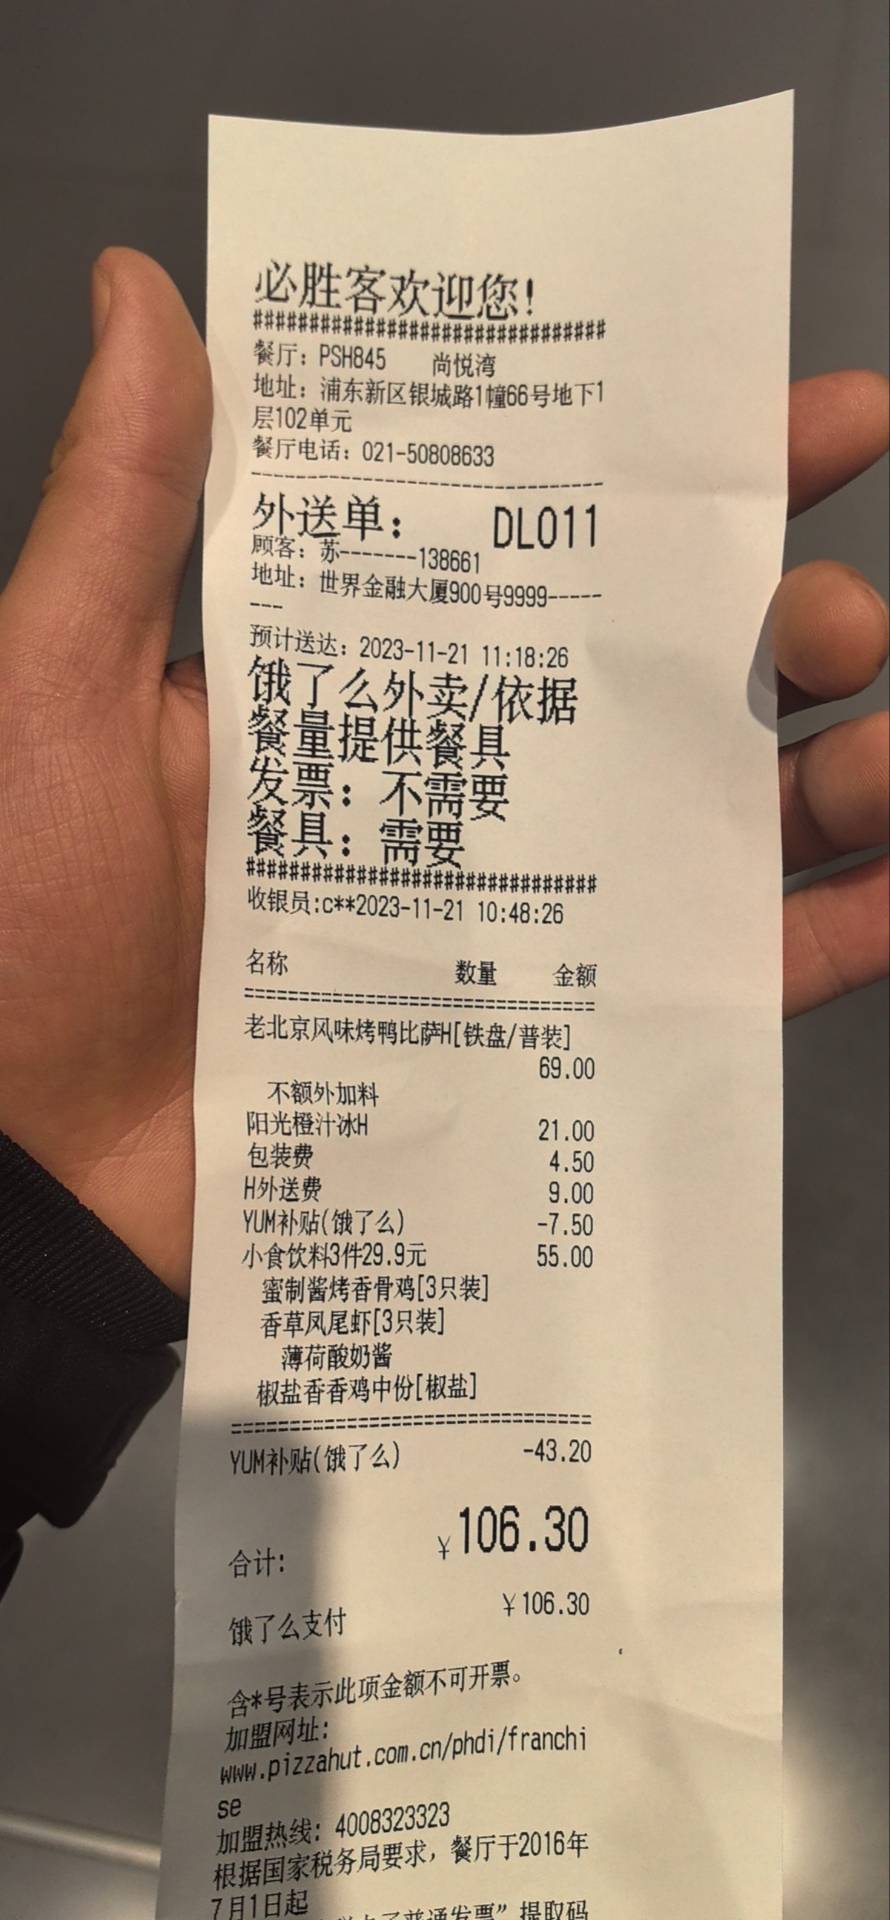 必胜客欢迎您!
################################
餐厅: PSH845 尚悦湾
地址: 浦东新区银城路1幢66号地下1
层102单元
餐厅电话: 021-50808633
--------------------------------
外送单: DL011
顾客: 苏-------138661
地址: 世界金融大厦900号9999-----
---
预计送达: 2023-11-21 11:18:26
饿了么外卖/依据
餐量提供餐具
发票: 不需要
餐具: 需要
################################
收银员:c**2023-11-21 10:48:26
名称 数量 金额
================================
老北京风味烤鸭比萨H[铁盘/普装]
69.00
不额外加料
阳光橙汁冰H 21.00
包装费 4.50
H外送费 9.00
YUM补贴(饿了么) -7.50
小食饮料3件29.9元 55.00
蜜制酱烤香骨鸡[3只装]
香草凤尾虾[3只装]
薄荷酸奶酱
椒盐香香鸡中份[椒盐]
================================
YUM补贴(饿了么) -43.20
合计: ¥106.30
饿了么支付 ¥106.30
含*号表示此项金额不可开票。
加盟网址:
www.pizzahut.com.cn/phdi/franchi
se
加盟热线: 4008323323
根据国家税务局要求，餐厅于2016年
7月1日起
普通发票”提取码